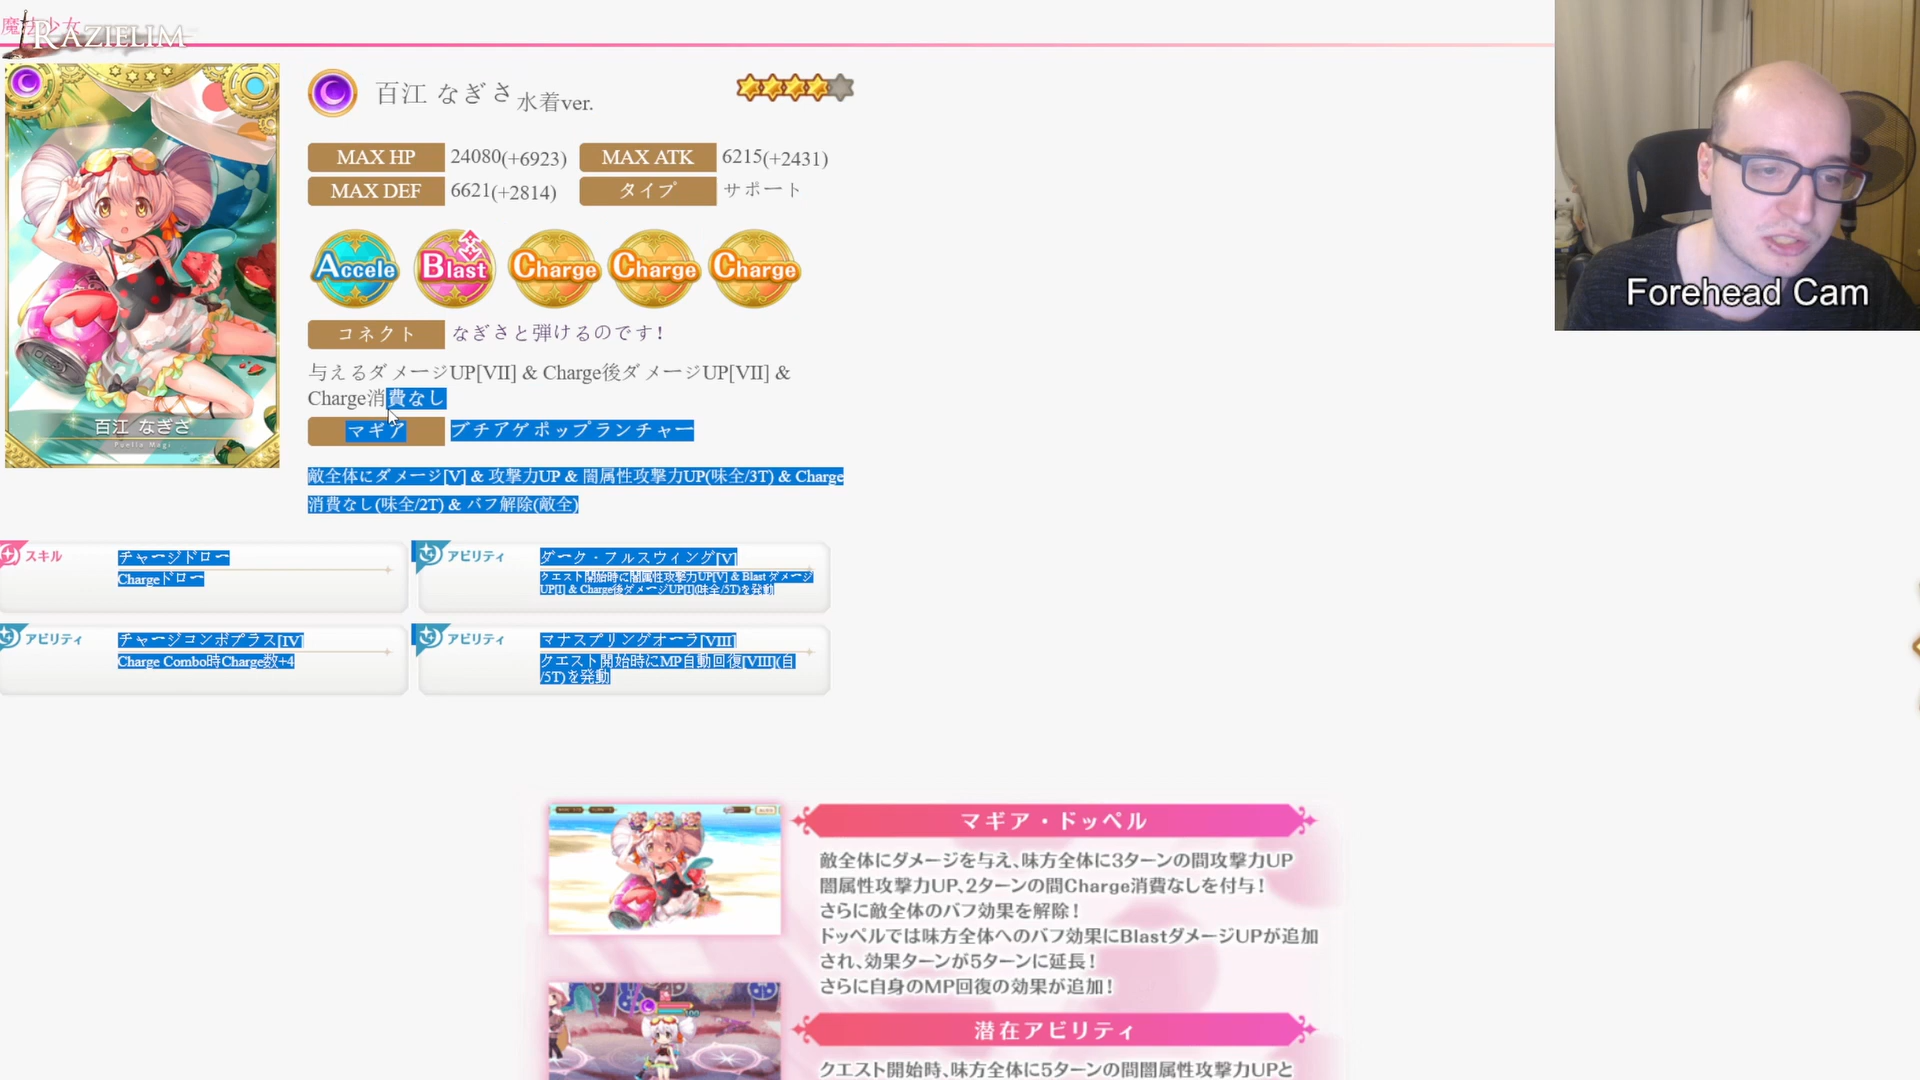 魔法少女
RAZIELIM
百江 なぎさ 水着ver.
MAX HP 24080(+6923) MAX ATK 6215(+2431)
MAX DEF 6621(+2814) タイプ サポート
Accele Blast Charge Charge Charge
コネクト なぎさと弾けるのです!
与えるダメージUP[VII] & Charge後ダメージUP[VII] &
Charge消費なし
マギア ブチアゲポップランチャー
敵全体にダメージ[V] & 攻撃力UP & 闇属性攻撃力UP(味全/3T) & Charge
消費なし(味全/2T) & バフ解除(敵全)
百江 なぎさ
Puella Magi
スキル チャージドロー
Chargeドロー
アビリティ ダーク・フルスウィング[V]
クエスト開始時に闇属性攻撃力UP[V] & Blast ダメージ
UP[I] & Charge後ダメージUP[I](味全/5T)を発動
アビリティ チャージコンボプラス[IV]
Charge Combo時Charge数+4
アビリティ マナスプリングオーラ[VIII]
クエスト開始時にMP自動回復[VIII](自
/5T)を発動
Forehead Cam
マギア・ドッペル
敵全体にダメージを与え、味方全体に3ターンの間攻撃力UP
闇属性攻撃力UP、2ターンの間Charge消費なしを付与!
さらに敵全体のバフ効果を解除!
ドッペルでは味方全体へのバフ効果にBlastダメージUPが追加
され、効果ターンが5ターンに延長!
さらに自身のMP回復の効果が追加!
潜在アビリティ
クエスト開始時、味方全体に5ターンの間闇属性攻撃力UPと